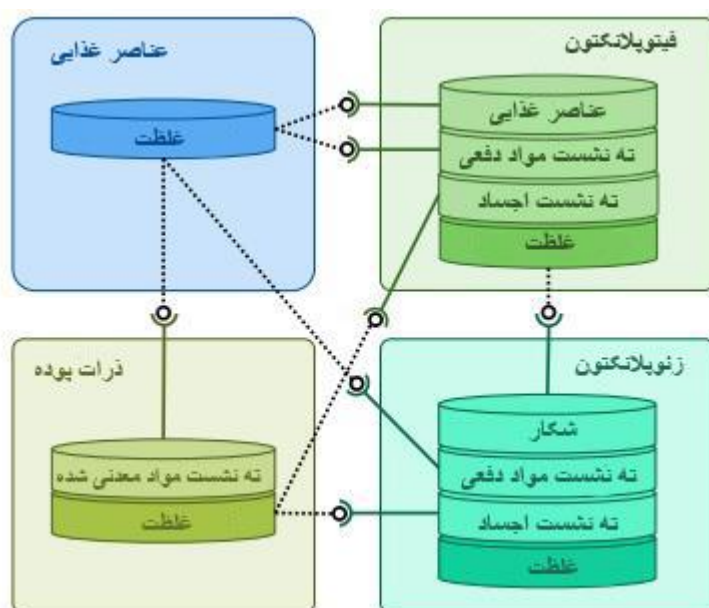 فیتوپلانکتون
عناصر غذایی
ته نشست مواد دفعی
ته نشست اجساد
غلظت
عناصر غذایی
غلظت
زئوپلانکتون
شکار
ته نشست مواد دفعی
ته نشست اجساد
غلظت
ذرات پوده
ته نشست مواد معدنی شده
غلظت